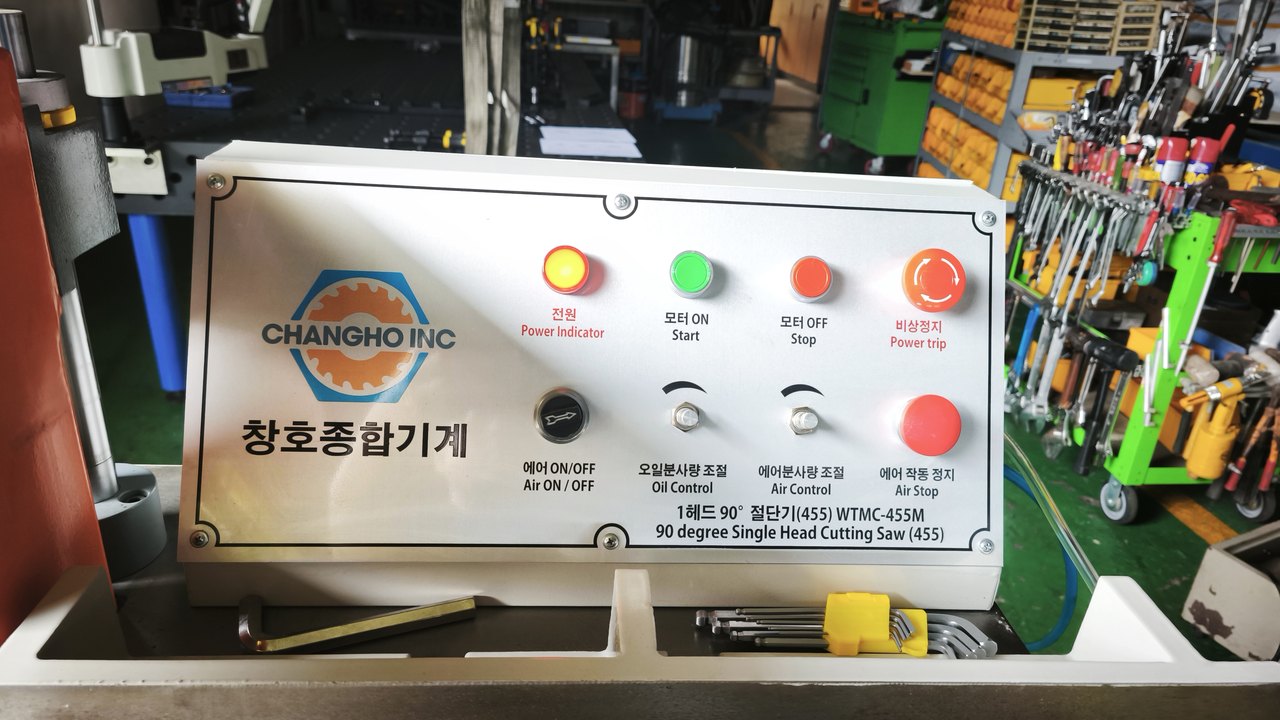 CHANGHO INC
창호종합기계
전원
Power Indicator
모터 ON
Start
모터 OFF
Stop
비상정지
Power trip
에어 ON/OFF
Air ON / OFF
오일분사량 조절
Oil Control
에어분사량 조절
Air Control
에어 작동 정지
Air Stop
1헤드 90° 절단기(455) WTMC-455M
90 degree Single Head Cutting Saw (455)